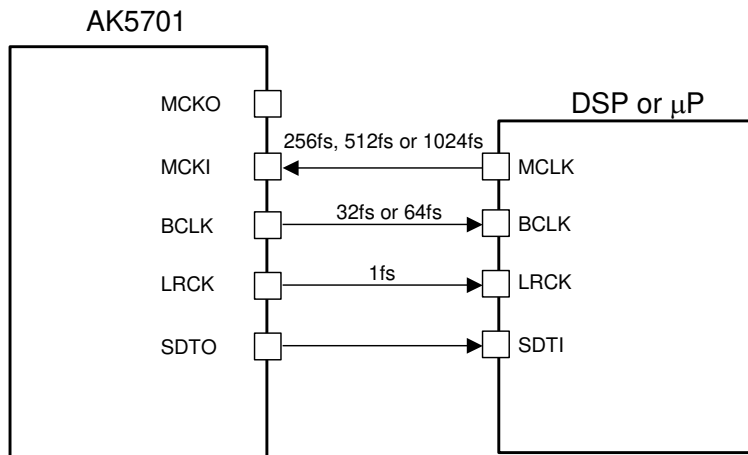 AK5701
DSP or μP
MCKO
256fs, 512fs or 1024fs
MCKI
MCLK
32fs or 64fs
BCLK
BCLK
1fs
LRCK
LRCK
SDTO
SDTI